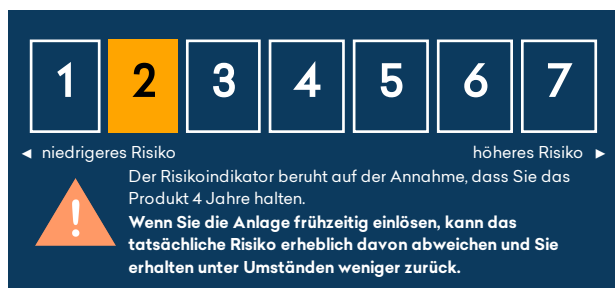 1 2 3 4 5 6 7
◄ niedrigeres Risiko höheres Risiko ►
Der Risikoindikator beruht auf der Annahme, dass Sie das
Produkt 4 Jahre halten.
!
Wenn Sie die Anlage frühzeitig einlösen, kann das
tatsächliche Risiko erheblich davon abweichen und Sie
erhalten unter Umständen weniger zurück.